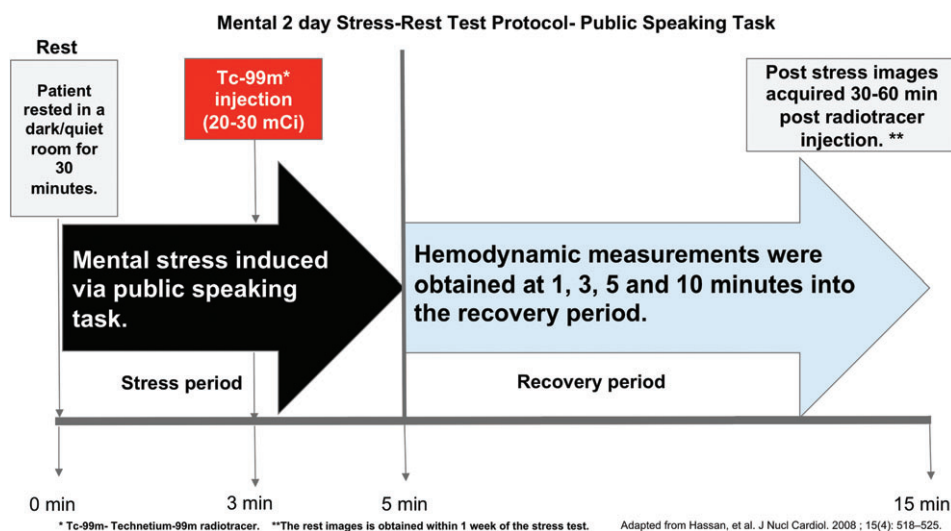 Mental 2 day Stress-Rest Test Protocol- Public Speaking Task
Rest
Patient
rested in a
dark/quiet
room for
30
minutes.
Tc-99m*
injection
(20-30 mCi)
Post stress images
acquired 30-60 min
post radiotracer
injection. **
Mental stress induced
via public speaking
task.
Hemodynamic measurements were
obtained at 1, 3, 5 and 10 minutes into
the recovery period.
Stress period
Recovery period
0 min
3 min
5 min
15 min
* Tc-99m- Technetium-99m radiotracer. **The rest images is obtained within 1 week of the stress test.
Adapted from Hassan, et al. J Nucl Cardiol. 2008 ; 15(4): 518–525.